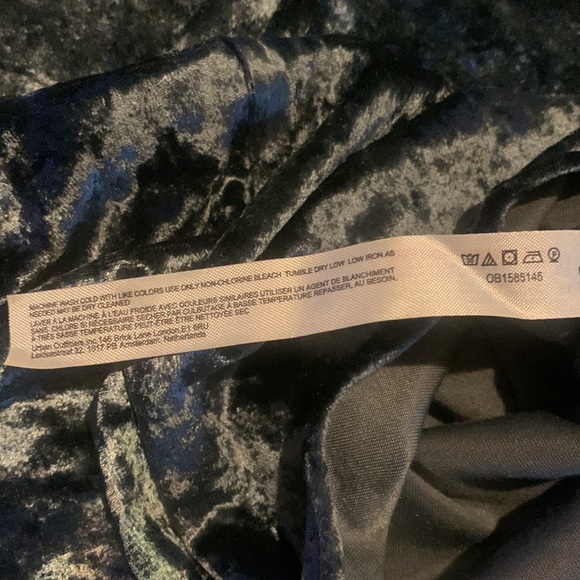 MACHINE WASH COLD WITH LIKE COLORS USE ONLY NON-CHLORINE BLEACH. TUMBLE DRY LOW LOW IRON AS
NEEDED MAY BE DRY CLEANED
LAVER À LA MACHINE À L'EAU FROIDE AVEC COULEURS SIMILAIRES UTILISER UN AGENT DE BLANCHIMENT
SANS CHLORE SI NÉCESSAIRE SÉCHER PAR CULBUTAGE À BASSE TEMPÉRATURE REPASSER, AU BESOIN,
À TRÈS BASSE TEMPÉRATURE PEUT-ÊTRE ÊTRE NETTOYÉE SEC
Urban Outfitters, Inc. 146 Brick Lane London, E1 6RU
Leidsestraat 32, 1017 PB Amsterdam, Netherlands
OB1585145